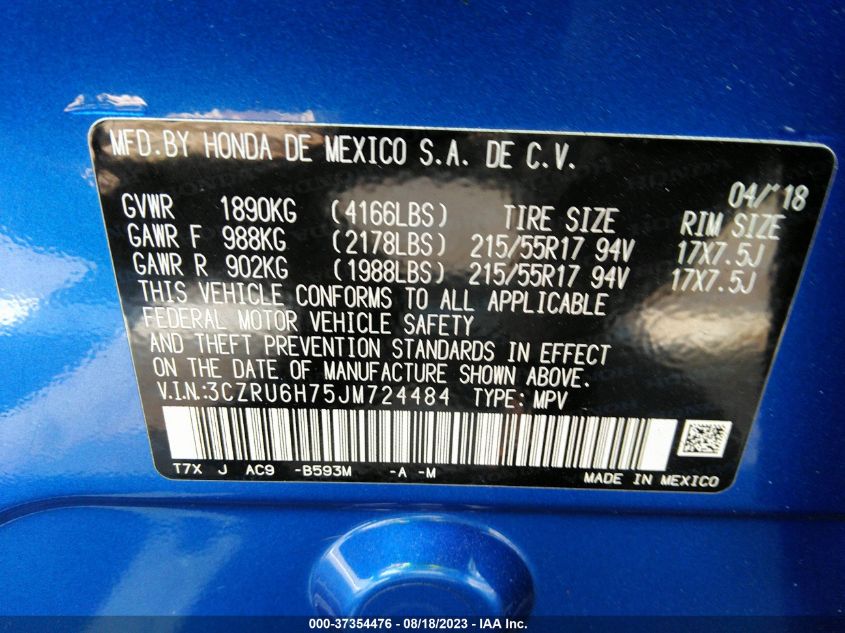 MFD.BY HONDA DE MEXICO S.A. DE C.V.
04/18
GVWR 1890KG (4166LBS) TIRE SIZE RIM SIZE
GAWR F 988KG (2178LBS) 215/55R17 94V 17X7.5J
GAWR R 902KG (1988LBS) 215/55R17 94V 17X7.5J
THIS VEHICLE CONFORMS TO ALL APPLICABLE
FEDERAL MOTOR VEHICLE SAFETY
AND THEFT PREVENTION STANDARDS IN EFFECT
ON THE DATE OF MANUFACTURE SHOWN ABOVE.
V.I.N.:3CZRU6H75JM724484 TYPE: MPV
T7X J AC9 -B593M -A -M
MADE IN MEXICO
000-37354476 - 08/18/2023 - IAA Inc.